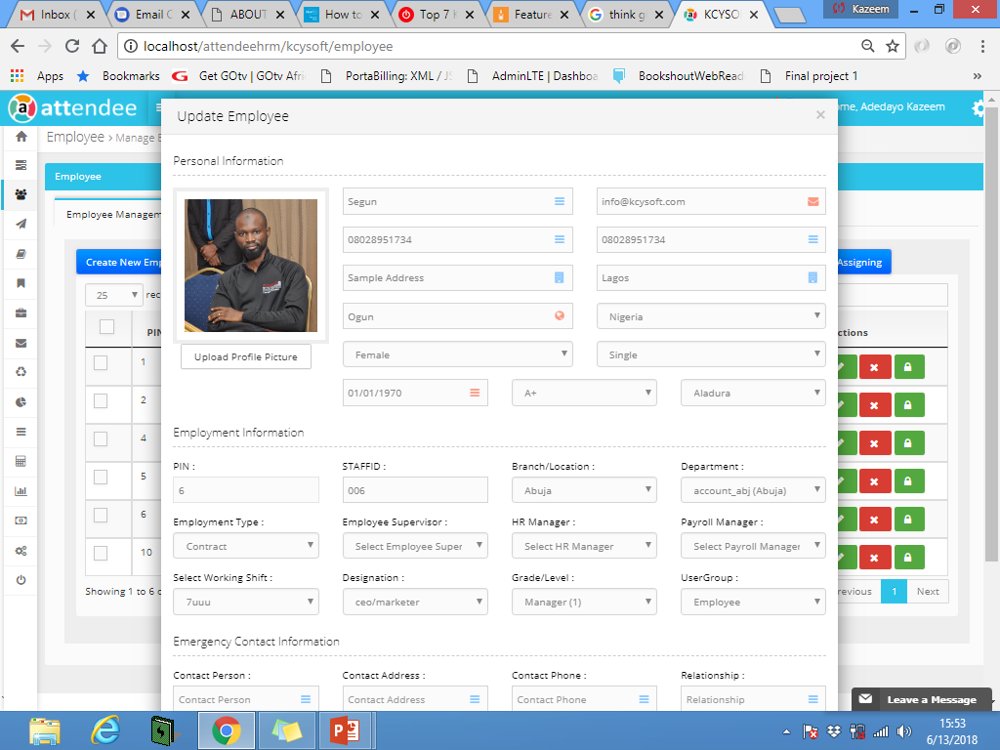 Inbox (
Email C
ABOUT
How to
Top 7
Feature
think g
KCYSO
Kazeem
localhost/attendeehrm/kcysoft/employee
Apps Bookmarks Get GOtv | GOtv Afri PortaBilling: XML / JS AdminLTE | Dashboa BookshoutWebRead Final project 1 »
attendee
ome, Adedayo Kazeem
Employee > Manage E
Update Employee ×
Personal Information
Employee
Employee Managem
Segun info@kcysoft.com
08028951734 08028951734
Create New Emp
Assigning
Sample Address Lagos
25 rec
Ogun Nigeria
PIN
ctions
Upload Profile Picture
Female Single
1
01/01/1970 A+ Aladura
2
Employment Information
4
PIN : STAFFID : Branch/Location : Department :
5
6 006 Abuja account_abj (Abuja)
6
Employment Type : Employee Supervisor : HR Manager : Payroll Manager :
Contract Select Employee Super Select HR Manager Select Payroll Manager
10
Select Working Shift : Designation : Grade/Level : UserGroup :
Showing 1 to 6 o
revious 1 Next
7uuu ceo/marketer Manager (1) Employee
Emergency Contact Information
Contact Person : Contact Address : Contact Phone : Relationship :
Contact Person Contact Address Contact Phone Relationship
Leave a Message
15:53
6/13/2018